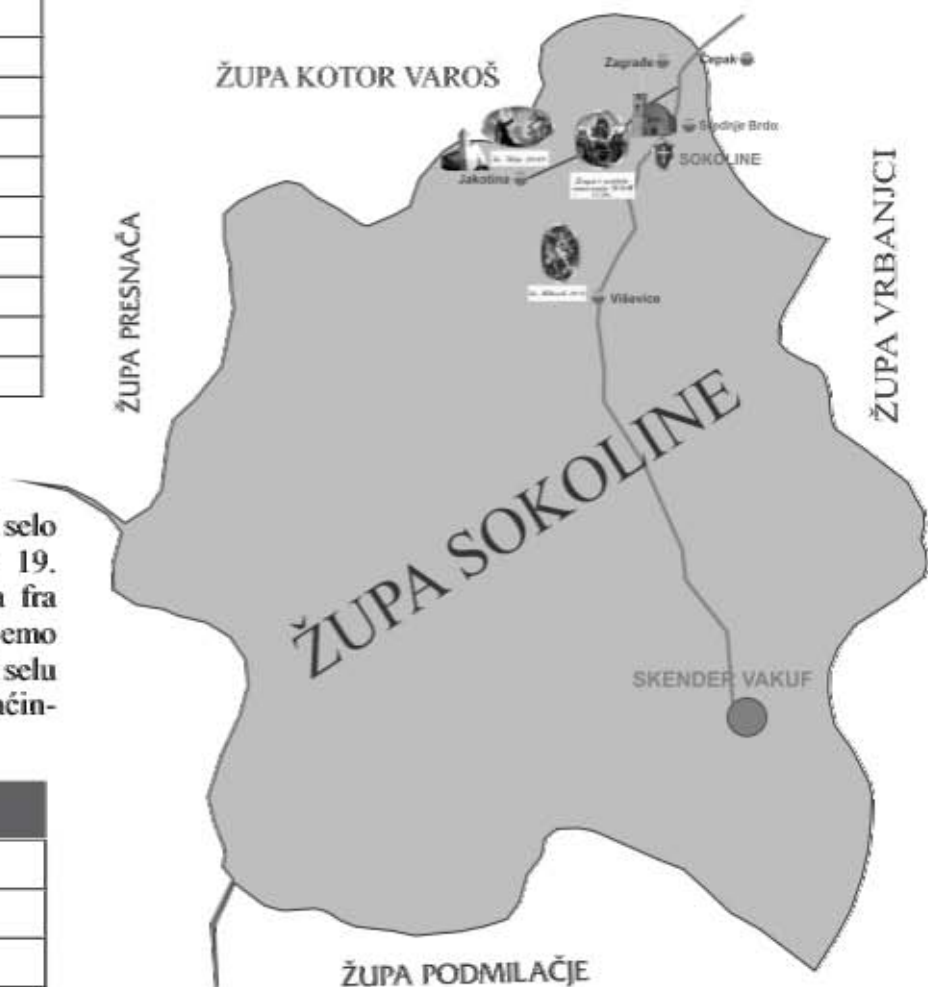 ŽUPA KOTOR VAROŠ
Zagrađe
Čepak
Srednje Brdo
SOKOLINE
Jakotina
ŽUPA PRESNAČA
ŽUPA VRBANJCI
Viševice
ŽUPA SOKOLINE
selo
19.
fra
emo
selu
aćin-
SKENDER VAKUF
ŽUPA PODMILAČJE